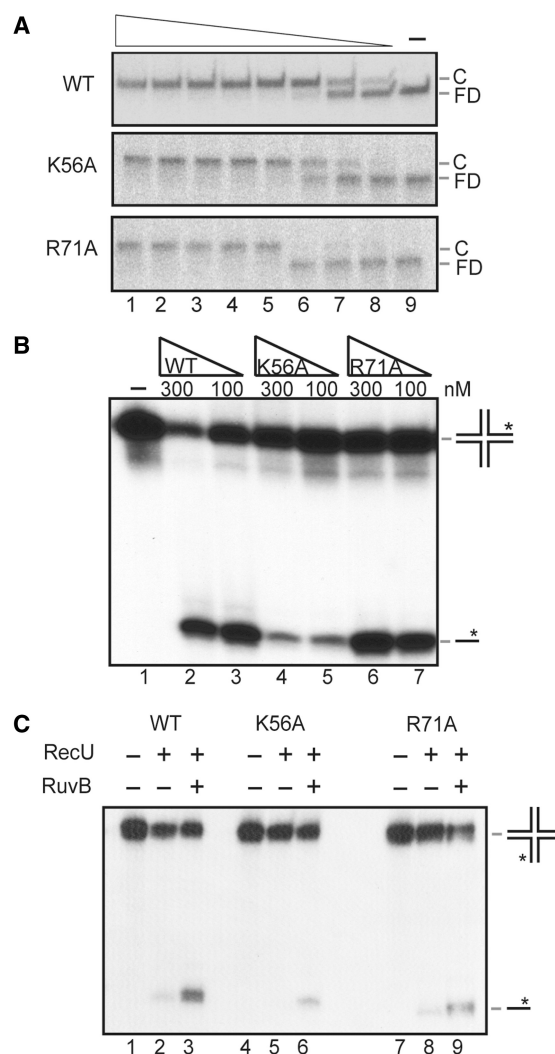 A
–
WT
C
FD
K56A
C
FD
R71A
C
FD
1 2 3 4 5 6 7 8 9
B
WT K56A R71A
– 300 100 300 100 300 100 nM
*
*
1 2 3 4 5 6 7
C
WT K56A R71A
RecU – + + – + + – + +
RuvB – – + – – + – – +
*
*
1 2 3 4 5 6 7 8 9